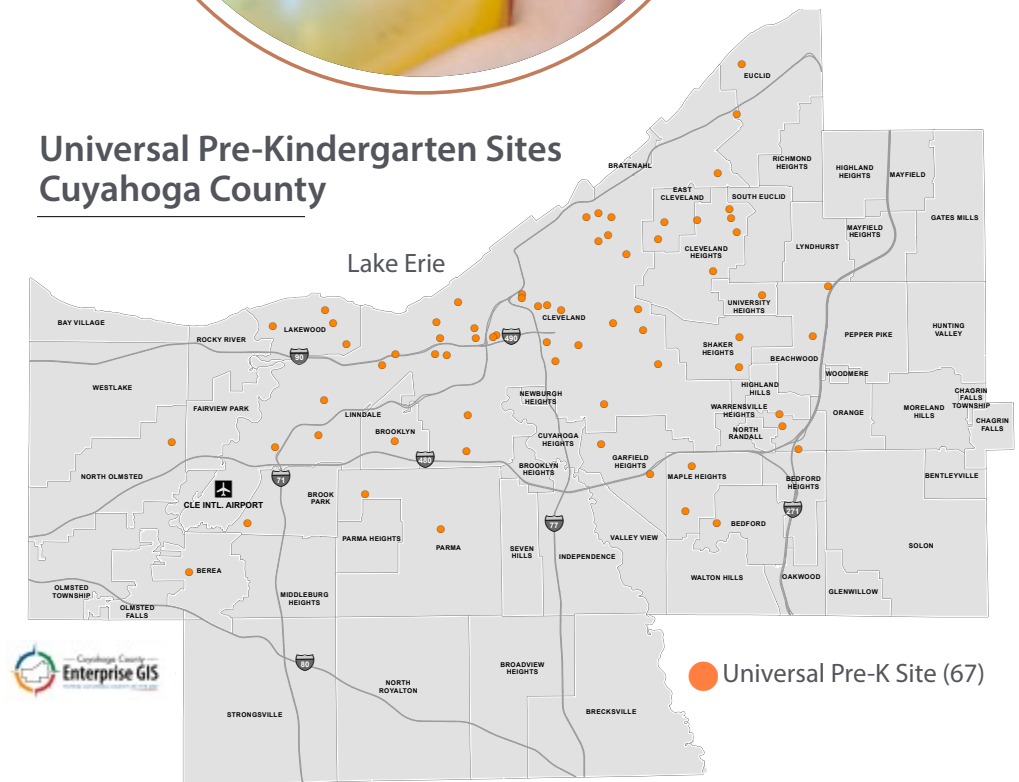 Universal Pre-Kindergarten Sites
Cuyahoga County
Lake Erie
EUCLID
BRATENAHL
RICHMOND
HEIGHTS
HIGHLAND
HEIGHTS
MAYFIELD
EAST
CLEVELAND
SOUTH EUCLID
GATES MILLS
MAYFIELD
HEIGHTS
LYNDHURST
CLEVELAND
HEIGHTS
BAY VILLAGE
LAKEWOOD
ROCKY RIVER
CLEVELAND
UNIVERSITY
HEIGHTS
PEPPER PIKE
HUNTING
VALLEY
90
490
SHAKER
HEIGHTS
BEACHWOOD
WOODMERE
WESTLAKE
FAIRVIEW PARK
LINNDALE
NEWBURGH
HEIGHTS
HIGHLAND
HILLS
WARRENSVILLE
HEIGHTS
ORANGE
MORELAND
HILLS
CHAGRIN
FALLS
TOWNSHIP
CHAGRIN
FALLS
BROOKLYN
CUYAHOGA
HEIGHTS
NORTH
RANDALL
480
BROOKLYN
HEIGHTS
GARFIELD
HEIGHTS
NORTH OLMSTED
71
MAPLE HEIGHTS
BEDFORD
HEIGHTS
BENTLEYVILLE
CLE INTL. AIRPORT
BROOK
PARK
271
77
BEDFORD
PARMA HEIGHTS
PARMA
SEVEN
HILLS
INDEPENDENCE
VALLEY VIEW
SOLON
BEREA
WALTON HILLS
OAKWOOD
GLENWILLOW
OLMSTED
TOWNSHIP
OLMSTED
FALLS
MIDDLEBURG
HEIGHTS
Cuyahoga County
Enterprise GIS
80
NORTH
ROYALTON
BROADVIEW
HEIGHTS
Universal Pre-K Site (67)
STRONGSVILLE
BRECKSVILLE